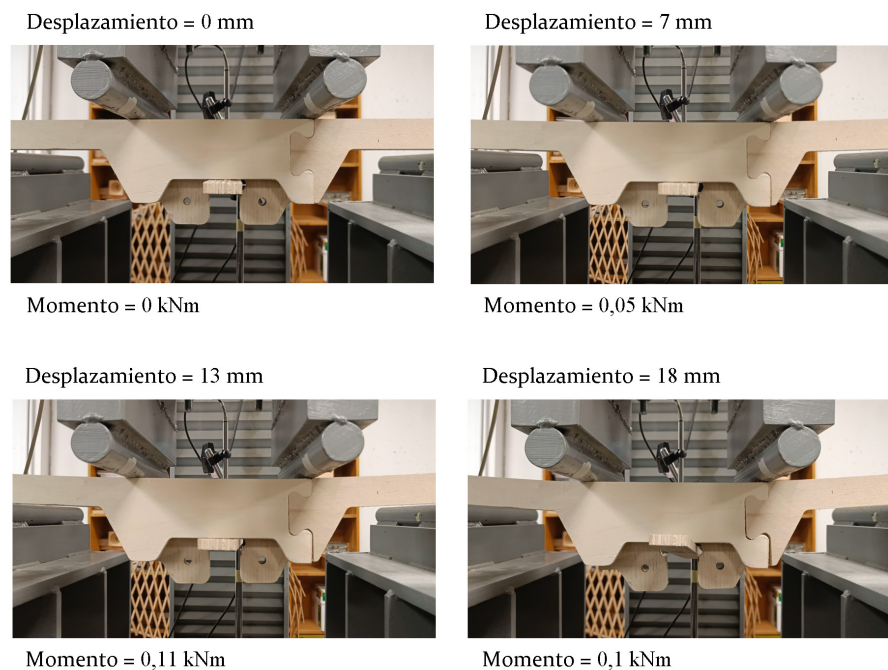 Desplazamiento = 0 mm
Desplazamiento = 7 mm
Momento = 0 kNm
Momento = 0,05 kNm
Desplazamiento = 13 mm
Desplazamiento = 18 mm
Momento = 0,11 kNm
Momento = 0,1 kNm